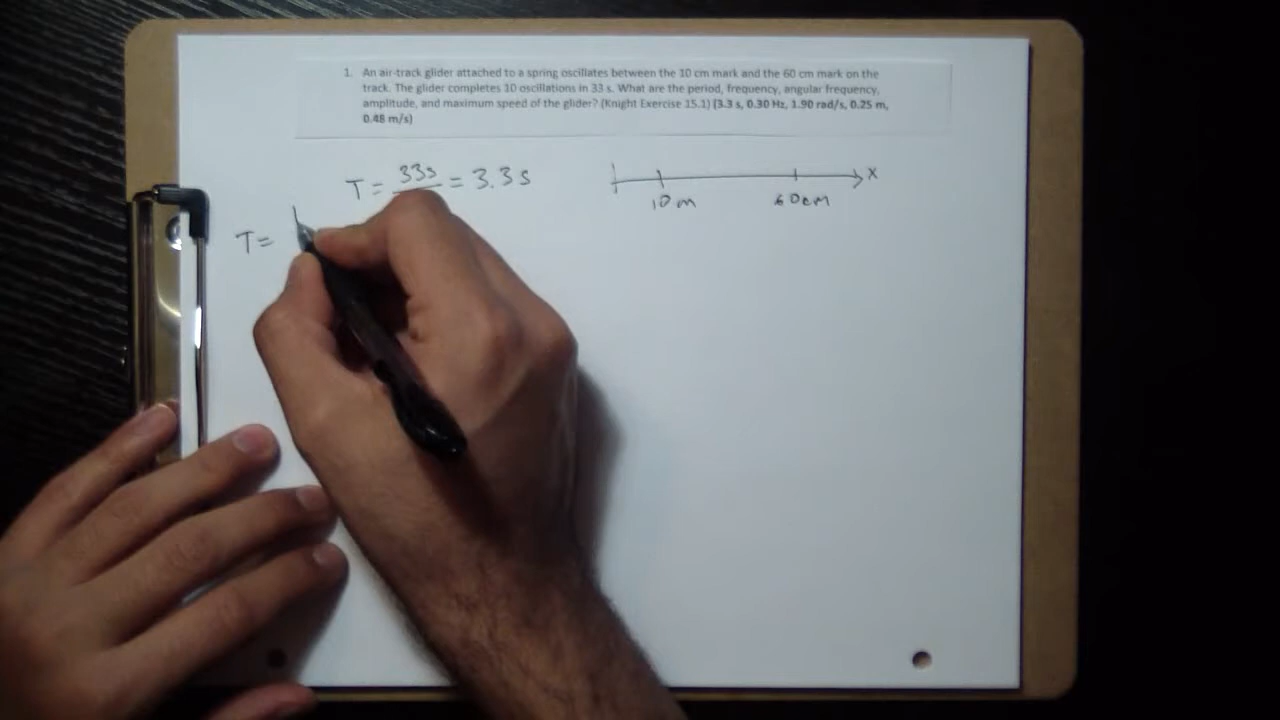 1. An air-track glider attached to a spring oscillates between the 10 cm mark and the 60 cm mark on the
track. The glider completes 10 oscillations in 33 s. What are the period, frequency, angular frequency,
amplitude, and maximum speed of the glider? (Knight Exercise 15.1) (3.3 s, 0.30 Hz, 1.90 rad/s, 0.25 m,
0.48 m/s)
T = 33s = 3.3 s
x
10 m 60cm
T =